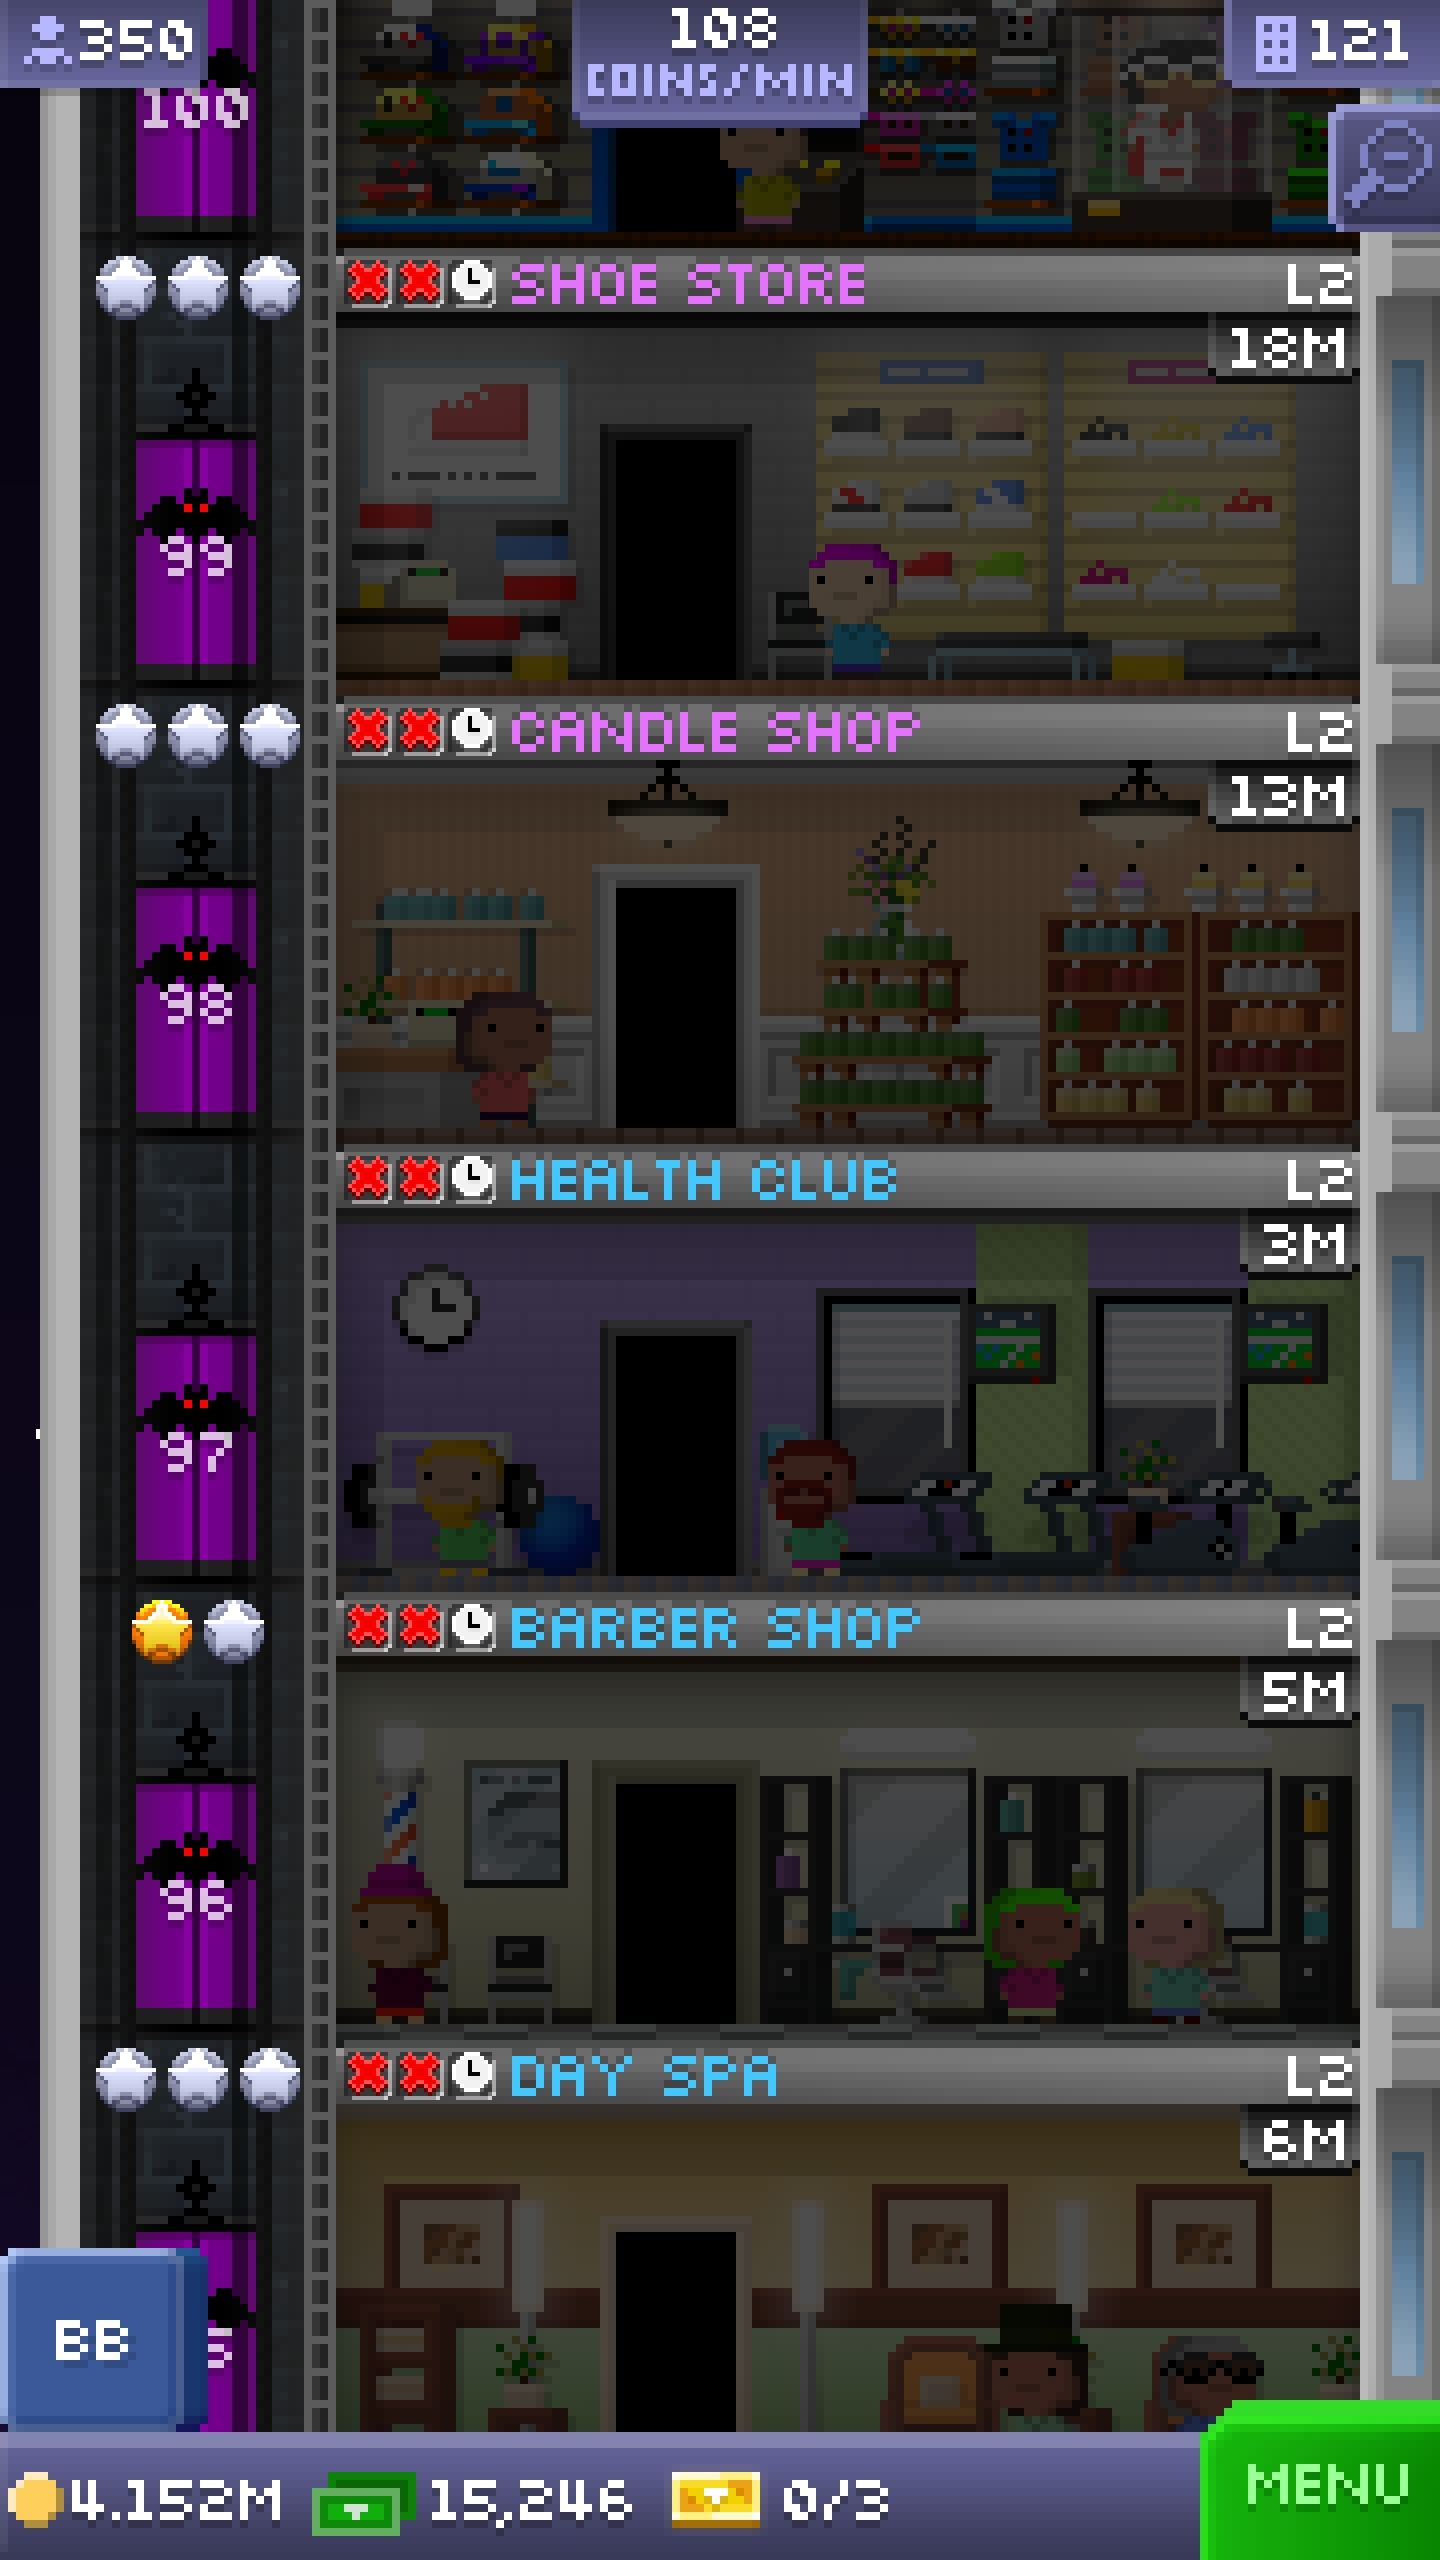 350
108
COINS/MIN
121
100
SHOE STORE L2
18M
99
CANDLE SHOP L2
13M
98
HEALTH CLUB L2
3M
97
BARBER SHOP L2
5M
96
DAY SPA L2
6M
BB
5
4.152M 15,246 0/3
MENU